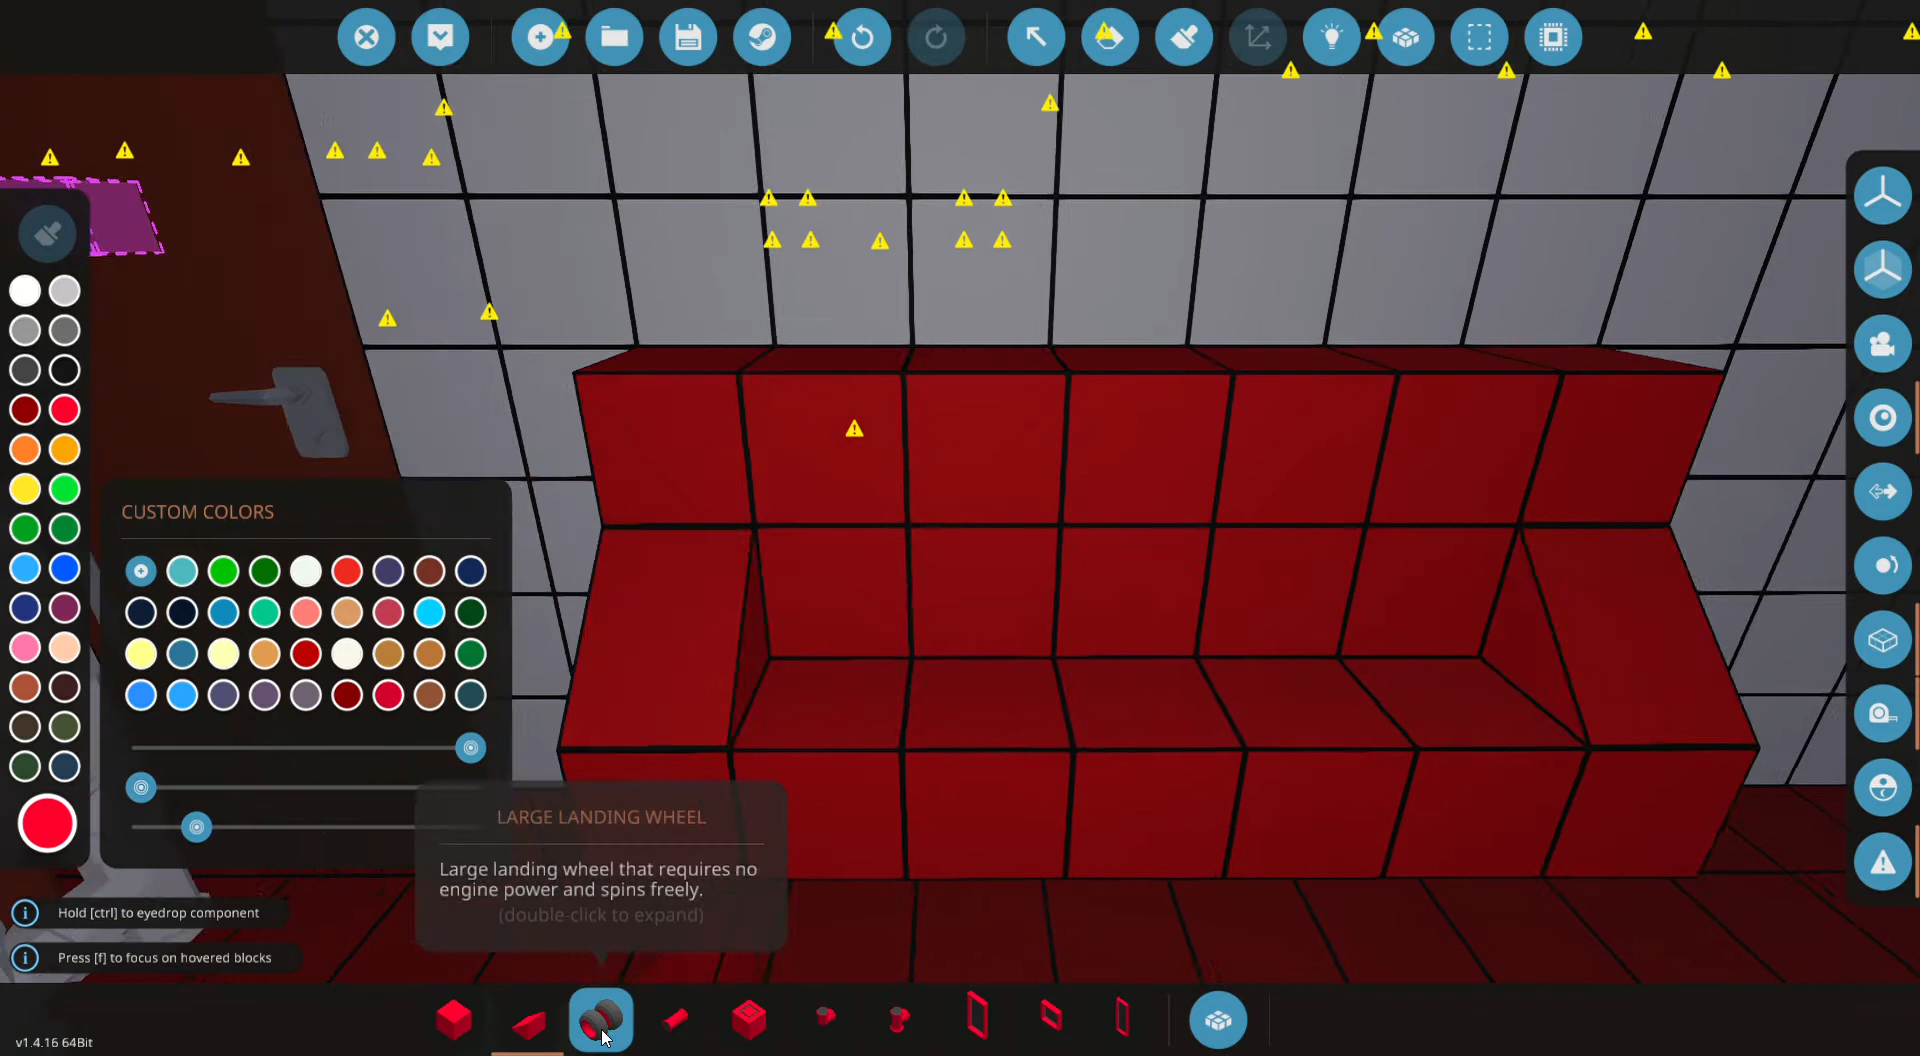 CUSTOM COLORS
LARGE LANDING WHEEL
Large landing wheel that requires no
engine power and spins freely.
(double-click to expand)
Hold [ctrl] to eyedrop component
Press [f] to focus on hovered blocks
v1.4.16 64Bit